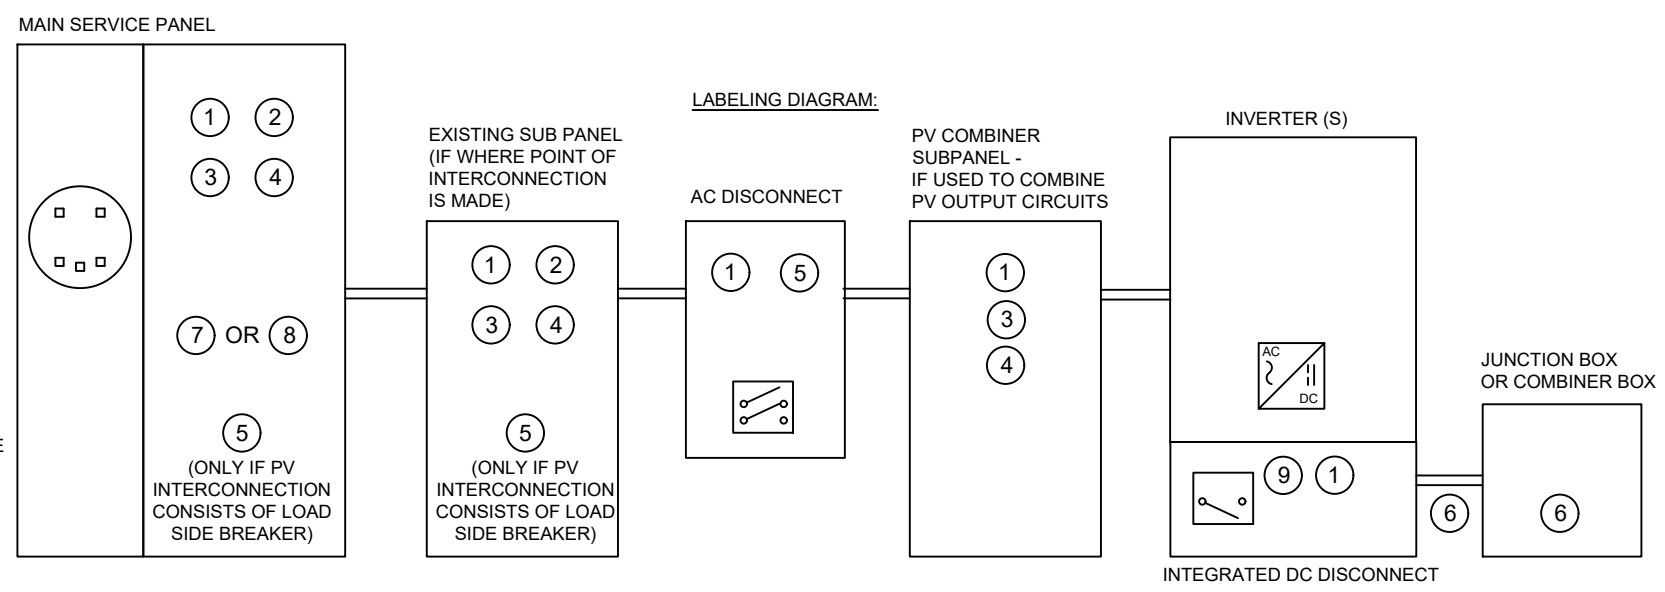 MAIN SERVICE PANEL
1 2
3 4
7 OR 8
5
(ONLY IF PV
INTERCONNECTION
CONSISTS OF LOAD
SIDE BREAKER)
E
EXISTING SUB PANEL
(IF WHERE POINT OF
INTERCONNECTION
IS MADE)
1 2
3 4
5
(ONLY IF PV
INTERCONNECTION
CONSISTS OF LOAD
SIDE BREAKER)
LABELING DIAGRAM:
AC DISCONNECT
1 5
PV COMBINER
SUBPANEL -
IF USED TO COMBINE
PV OUTPUT CIRCUITS
1
3
4
INVERTER (S)
AC
DC
9 1
INTEGRATED DC DISCONNECT
6
JUNCTION BOX
OR COMBINER BOX
6